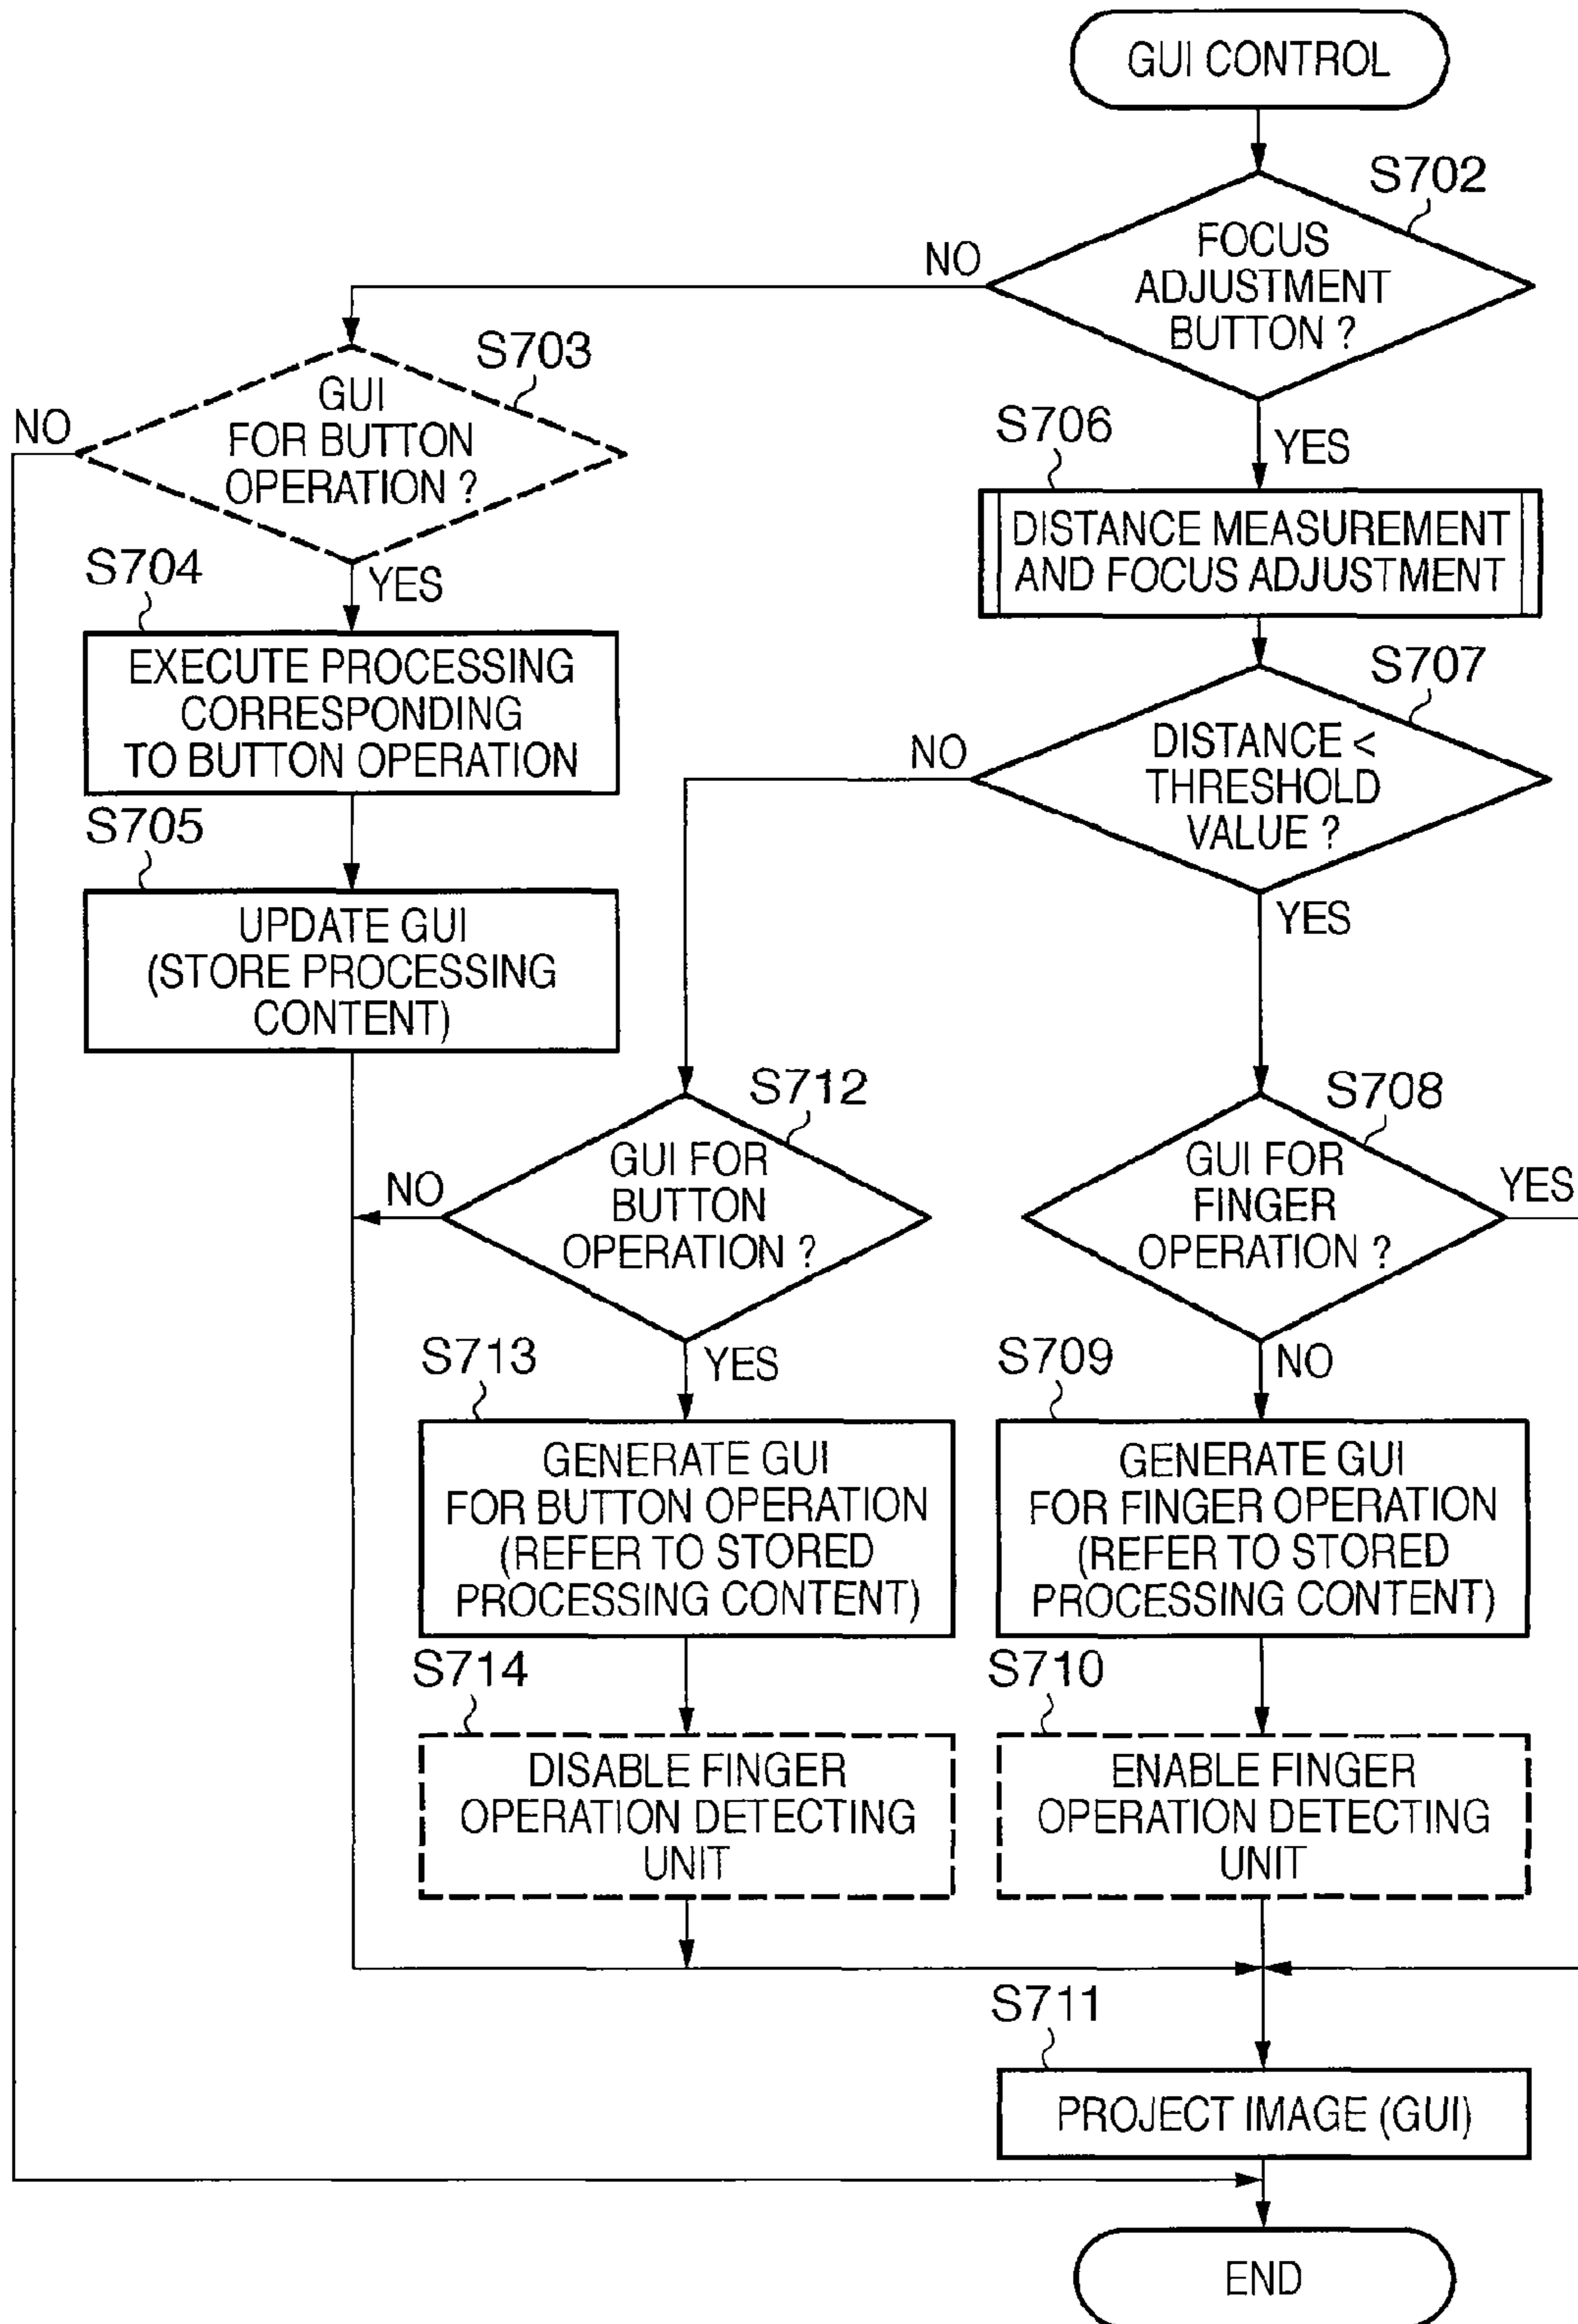 GUI CONTROL
S702
FOCUS
ADJUSTMENT
BUTTON ?
NO
YES
S703
GUI
FOR BUTTON
OPERATION ?
NO
YES
S704
EXECUTE PROCESSING
CORRESPONDING
TO BUTTON OPERATION
S705
UPDATE GUI
(STORE PROCESSING
CONTENT)
S706
DISTANCE MEASUREMENT
AND FOCUS ADJUSTMENT
S707
DISTANCE <
THRESHOLD
VALUE ?
NO
YES
S712
GUI FOR
BUTTON
OPERATION ?
NO
YES
S713
GENERATE GUI
FOR BUTTON OPERATION
(REFER TO STORED
PROCESSING CONTENT)
S714
DISABLE FINGER
OPERATION DETECTING
UNIT
S708
GUI FOR
FINGER
OPERATION ?
YES
NO
S709
GENERATE GUI
FOR FINGER OPERATION
(REFER TO STORED
PROCESSING CONTENT)
S710
ENABLE FINGER
OPERATION DETECTING
UNIT
S711
PROJECT IMAGE (GUI)
END